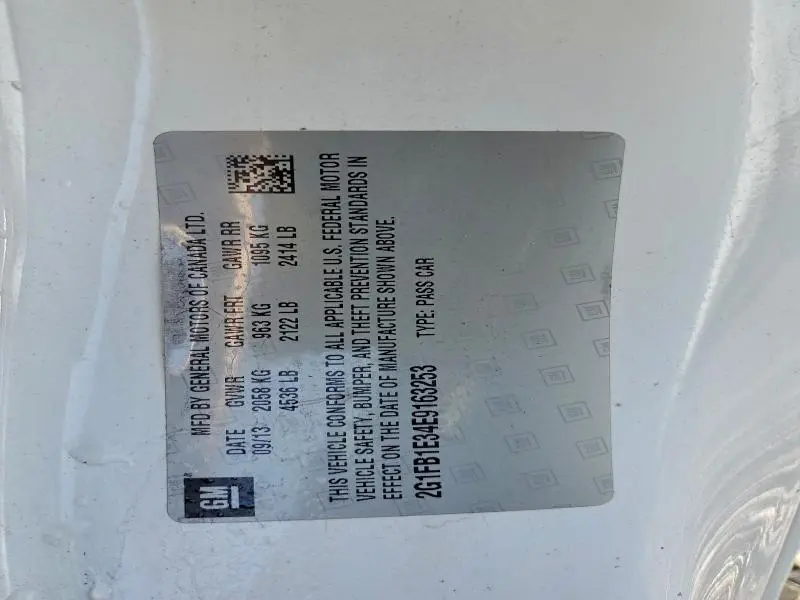 GM
MFD BY GENERAL MOTORS OF CANADA LTD.
DATE GVWR GAWR FRT GAWR RR
09/13 2058 KG 963 KG 1095 KG
4536 LB 2122 LB 2414 LB
THIS VEHICLE CONFORMS TO ALL APPLICABLE U.S. FEDERAL MOTOR
VEHICLE SAFETY, BUMPER, AND THEFT PREVENTION STANDARDS IN
EFFECT ON THE DATE OF MANUFACTURE SHOWN ABOVE.
2G1FB1E34E9163253 TYPE: PASS CAR